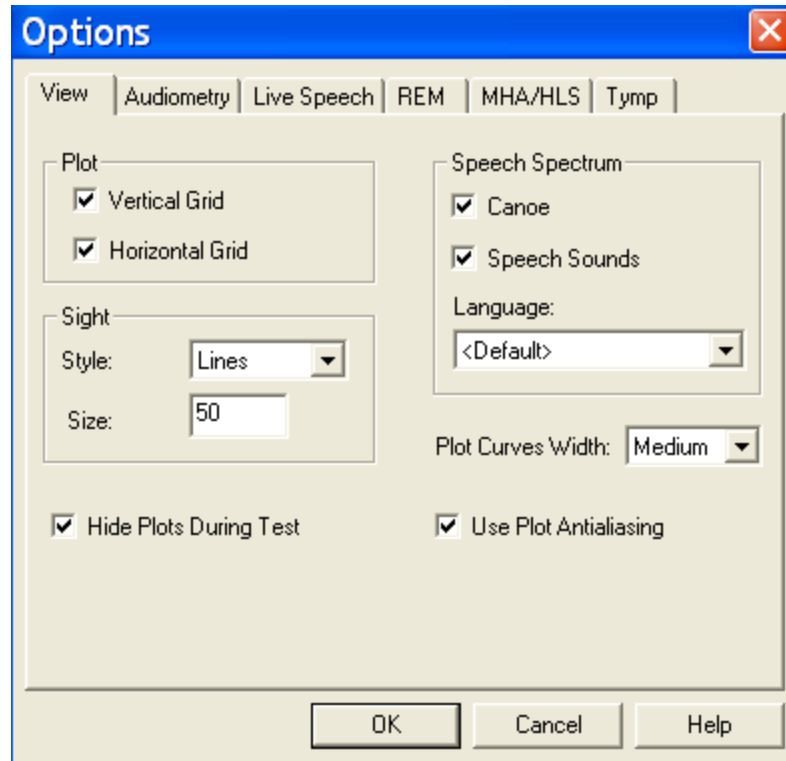 Options
View Audiometry Live Speech REM MHA/HLS Tymp
Plot
Vertical Grid
Horizontal Grid
Sight
Style: Lines
Size: 50
Speech Spectrum
Canoe
Speech Sounds
Language:
<Default>
Plot Curves Width: Medium
Hide Plots During Test
Use Plot Antialiasing
OK Cancel Help